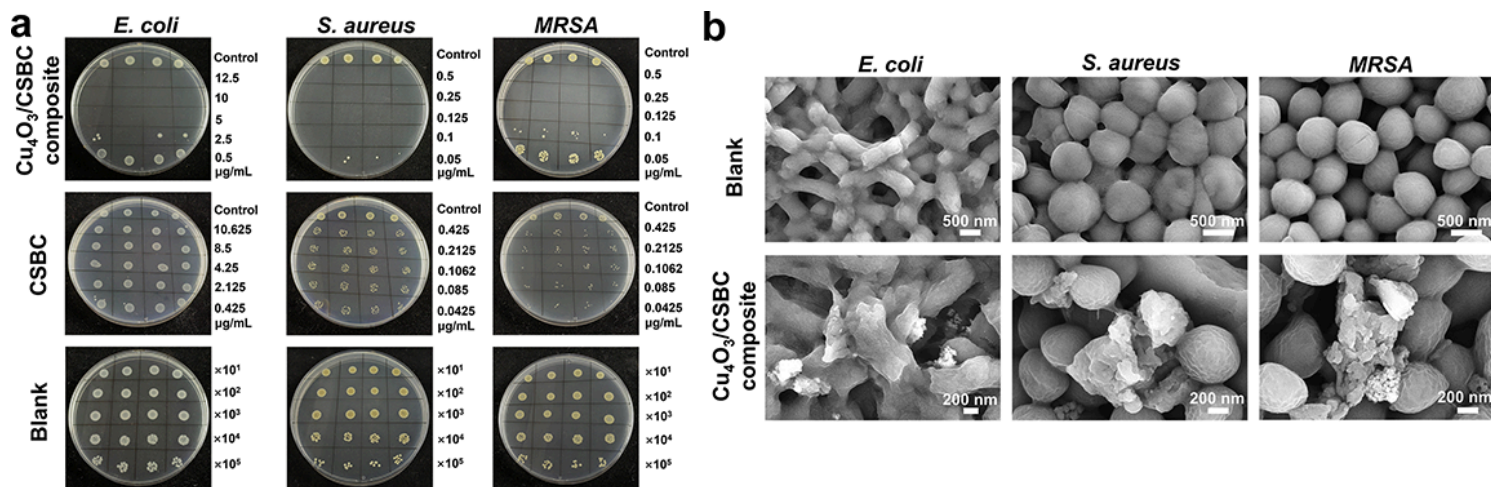 a
E. coli
S. aureus
MRSA
Cu₄O₃/CSBC
composite
Control
12.5
10
5
2.5
0.5
µg/mL
Control
0.5
0.25
0.125
0.1
0.05
µg/mL
Control
0.5
0.25
0.125
0.1
0.05
µg/mL
CSBC
Control
10.625
8.5
4.25
2.125
0.425
µg/mL
Control
0.425
0.2125
0.1062
0.085
0.0425
µg/mL
Control
0.425
0.2125
0.1062
0.085
0.0425
µg/mL
Blank
×10¹
×10²
×10³
×10⁴
×10⁵
×10¹
×10²
×10³
×10⁴
×10⁵
×10¹
×10²
×10³
×10⁴
×10⁵
b
E. coli
S. aureus
MRSA
Blank
500 nm
500 nm
500 nm
Cu₄O₃/CSBC
composite
200 nm
200 nm
200 nm